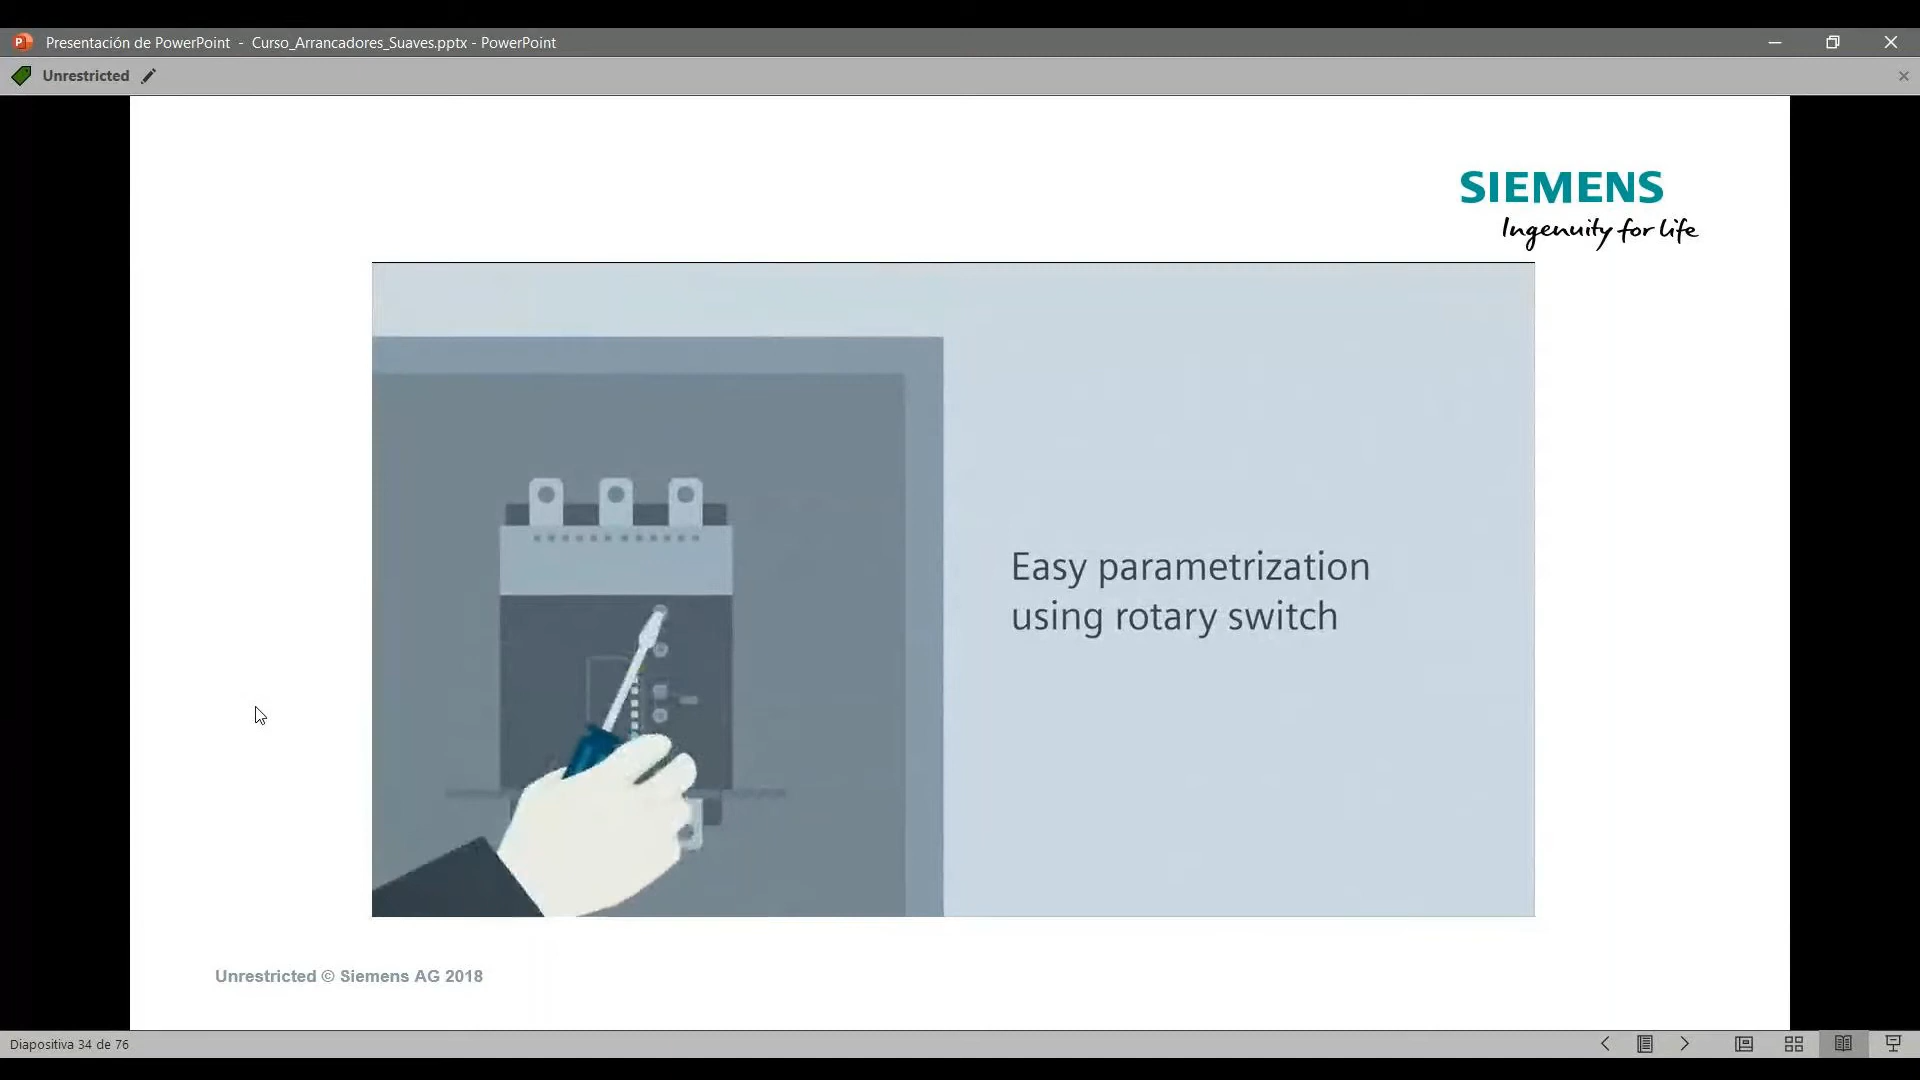 Presentación de PowerPoint - Curso_Arrancadores_Suaves.pptx - PowerPoint
Unrestricted
SIEMENS
Ingenuity for life
Easy parametrization
using rotary switch
Unrestricted © Siemens AG 2018
Diapositiva 34 de 76